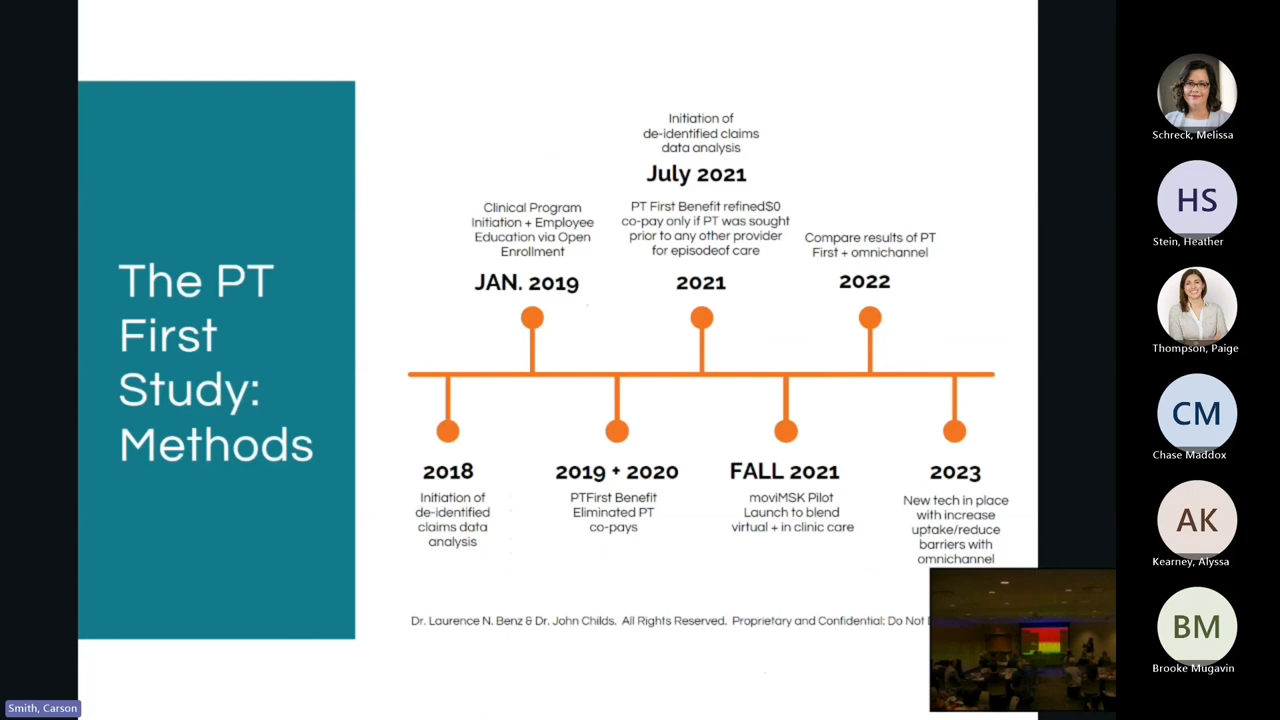 The PT
First
Study:
Methods
Initiation of
de-identified claims
data analysis
July 2021
Clinical Program
Initiation + Employee
Education via Open
Enrollment
JAN. 2019
PT First Benefit refined$0
co-pay only if PT was sought
prior to any other provider
for episodeof care
2021
Compare results of PT
First + omnichannel
2022
2018
Initiation of
de-identified
claims data
analysis
2019 + 2020
PTFirst Benefit
Eliminated PT
co-pays
FALL 2021
moviMSK Pilot
Launch to blend
virtual + in clinic care
2023
New tech in place
with increase
uptake/reduce
barriers with
omnichannel
Dr. Laurence N. Benz & Dr. John Childs. All Rights Reserved. Proprietary and Confidential: Do Not
Schreck, Melissa
HS
Stein, Heather
Thompson, Paige
CM
Chase Maddox
AK
Kearney, Alyssa
BM
Brooke Mugavin
Smith, Carson